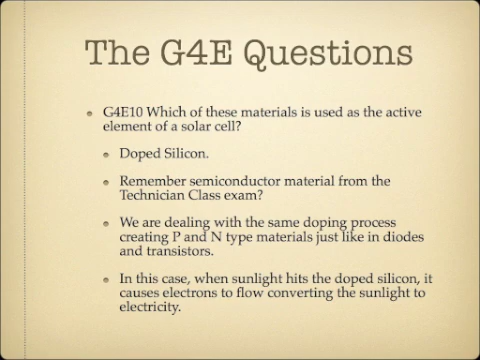 The G4E Questions
G4E10 Which of these materials is used as the active
element of a solar cell?
Doped Silicon.
Remember semiconductor material from the
Technician Class exam?
We are dealing with the same doping process
creating P and N type materials just like in diodes
and transistors.
In this case, when sunlight hits the doped silicon, it
causes electrons to flow converting the sunlight to
electricity.